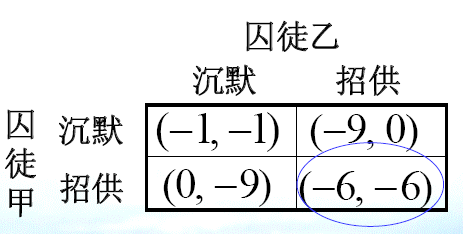 囚徒乙
沉默 招供
囚徒甲
沉默 (−1, −1) (−9, 0)
招供 (0, −9) (−6, −6)